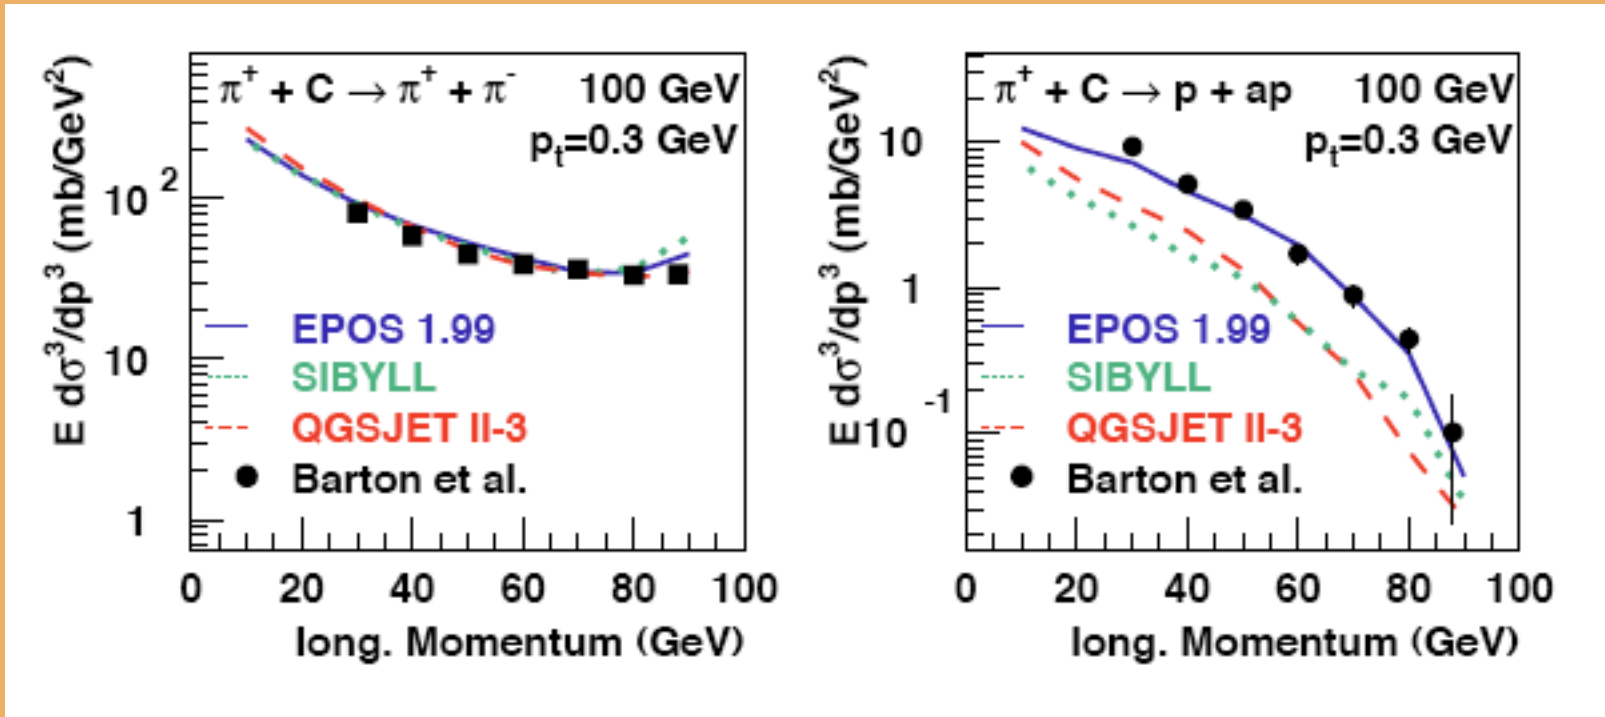 π⁺ + C → π⁺ + π⁻ 100 GeV
pₜ=0.3 GeV
E dσ³/dp³ (mb/GeV²)
10²
10
1
EPOS 1.99
SIBYLL
QGSJET II-3
Barton et al.
0 20 40 60 80 100
long. Momentum (GeV)
π⁺ + C → p + ap 100 GeV
pₜ=0.3 GeV
E dσ³/dp³ (mb/GeV²)
10
1
10⁻¹
EPOS 1.99
SIBYLL
QGSJET II-3
Barton et al.
0 20 40 60 80 100
long. Momentum (GeV)